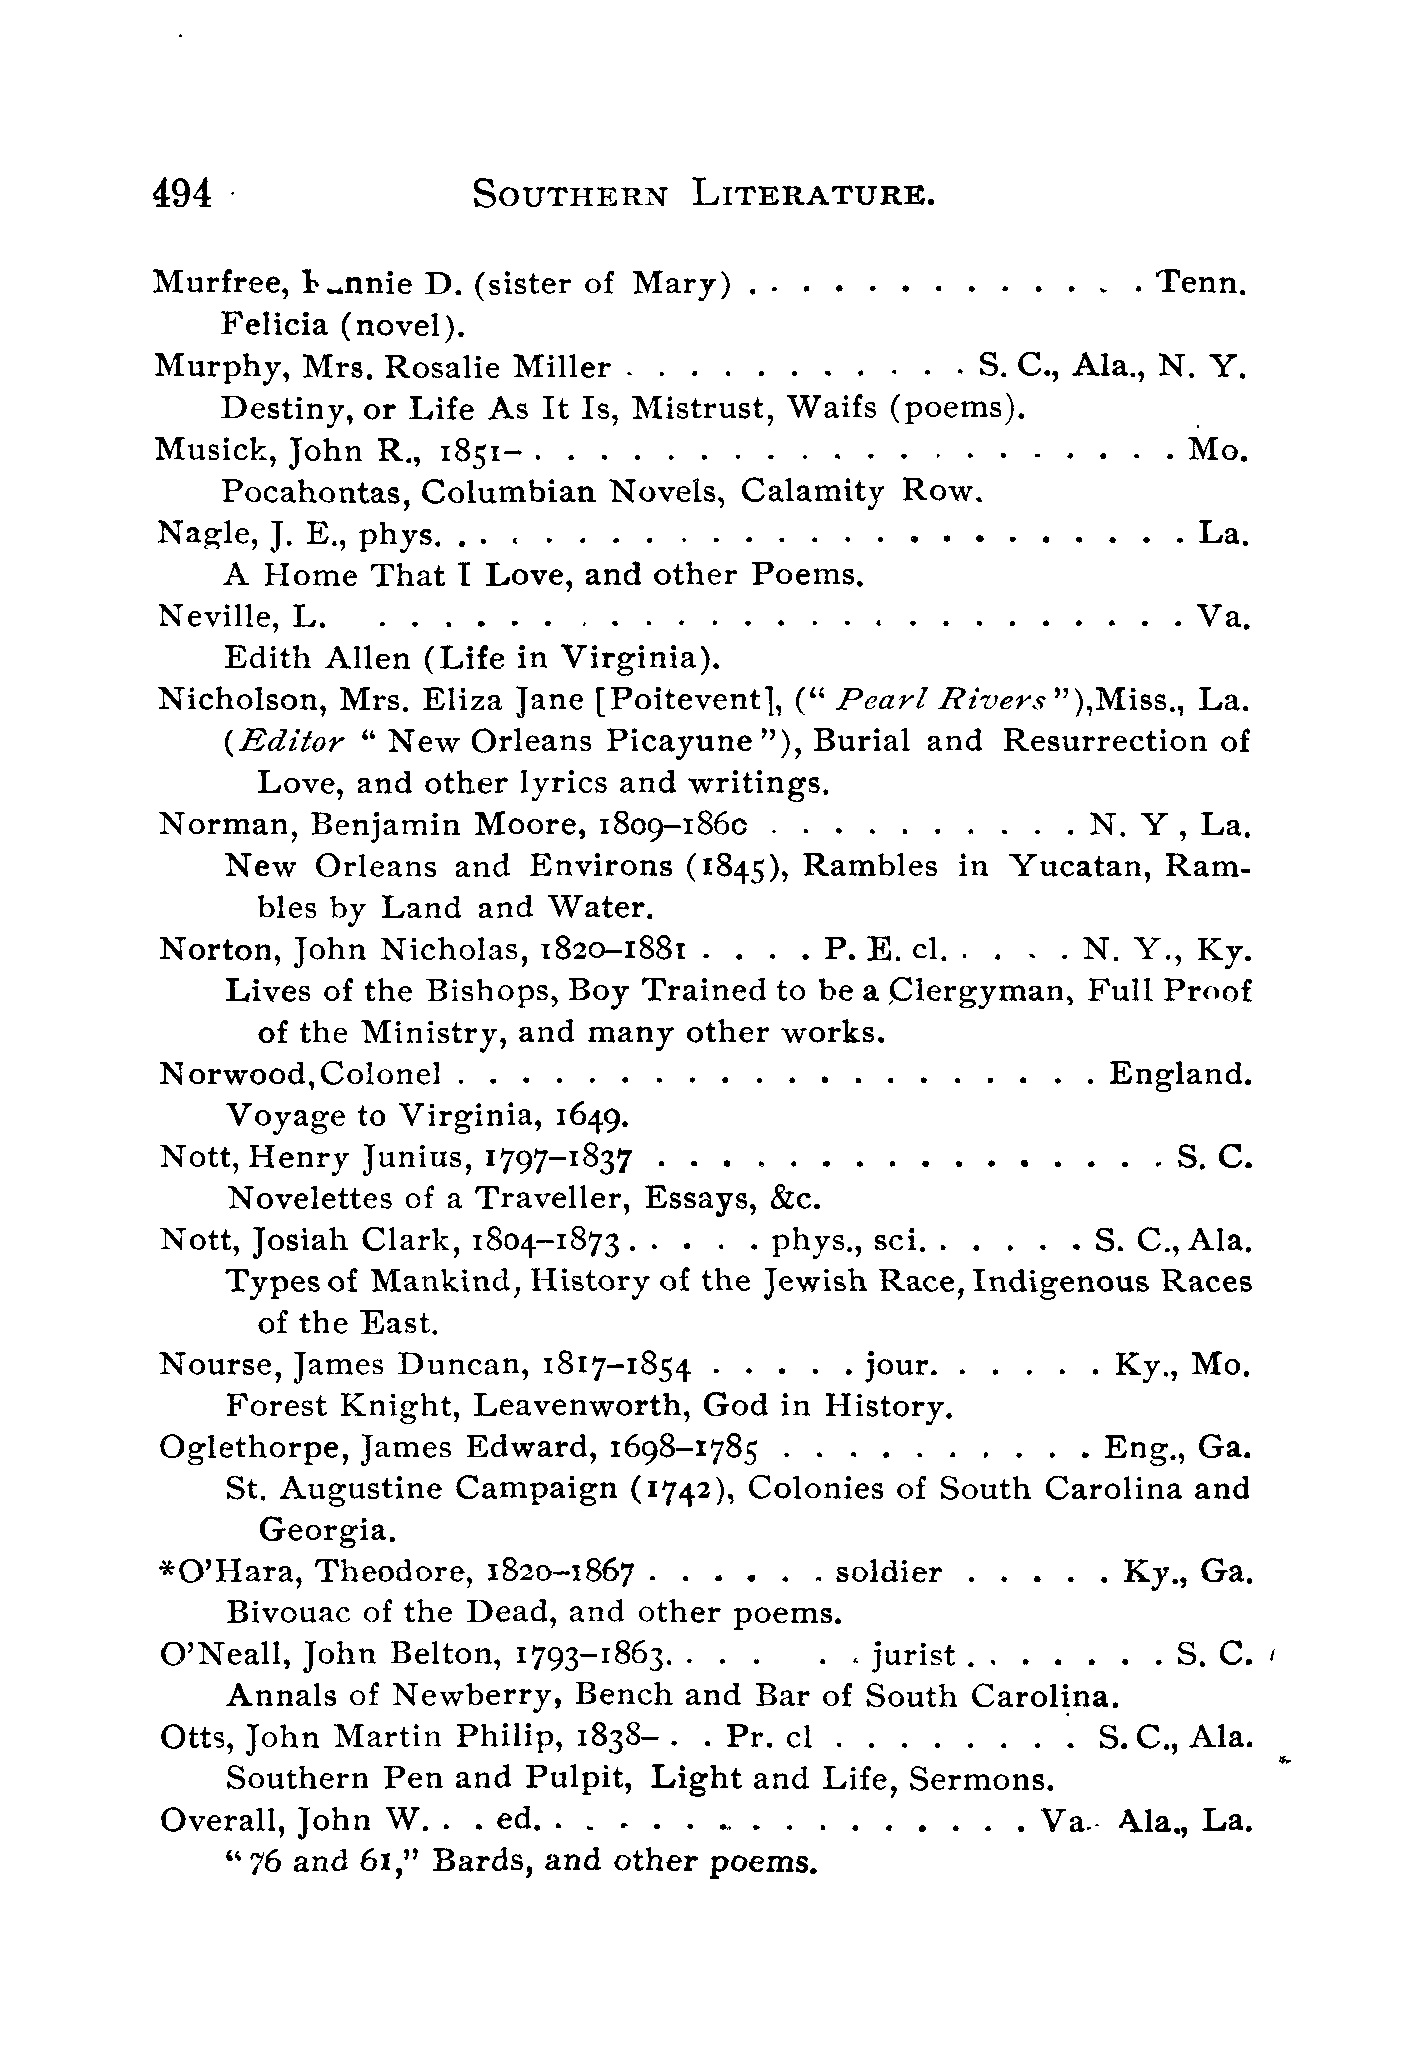 494 SOUTHERN LITERATURE.
Murfree, D. (sister of Mary) . . . . . . . . . . . . . Tenn.
Felicia (novel).
Murphy, Mrs. Rosalie Miller . . . . . . . . . . . S. C., Ala., N. Y.
Destiny, or Life As It Is, Mistrust, Waifs (poems).
Musick, John R., 1851– . . . . . . . . . . . . . . . . . . . . Mo.
Pocahontas, Columbian Novels, Calamity Row.
Nagle, J. E., phys. . . . . . . . . . . . . . . . . . . . . . . . La.
A Home That I Love, and other Poems.
Neville, L. . . . . . . . . . . . . . . . . . . . . . . . . . Va.
Edith Allen (Life in Virginia).
Nicholson, Mrs. Eliza Jane [Poitevent], (“ Pearl Rivers ”),Miss., La.
(Editor “ New Orleans Picayune ”), Burial and Resurrection of
Love, and other lyrics and writings.
Norman, Benjamin Moore, 1809–1860 . . . . . . . . . . N. Y , La.
New Orleans and Environs (1845), Rambles in Yucatan, Ram-
bles by Land and Water.
Norton, John Nicholas, 1820–1881 . . . . P. E. cl. . . . . N. Y., Ky.
Lives of the Bishops, Boy Trained to be a Clergyman, Full Proof
of the Ministry, and many other works.
Norwood, Colonel . . . . . . . . . . . . . . . . . . . . England.
Voyage to Virginia, 1649.
Nott, Henry Junius, 1797–1837 . . . . . . . . . . . . . . . . S. C.
Novelettes of a Traveller, Essays, &c.
Nott, Josiah Clark, 1804–1873 . . . . . phys., sci. . . . . . S. C., Ala.
Types of Mankind, History of the Jewish Race, Indigenous Races
of the East.
Nourse, James Duncan, 1817–1854 . . . . . jour. . . . . . Ky., Mo.
Forest Knight, Leavenworth, God in History.
Oglethorpe, James Edward, 1698–1785 . . . . . . . . . . Eng., Ga.
St. Augustine Campaign (1742), Colonies of South Carolina and
Georgia.
*O’Hara, Theodore, 1820–1867 . . . . . . soldier . . . . . Ky., Ga.
Bivouac of the Dead, and other poems.
O’Neall, John Belton, 1793–1863. . . . . . jurist . . . . . . . S. C.
Annals of Newberry, Bench and Bar of South Carolina.
Otts, John Martin Philip, 1838– . . Pr. cl . . . . . . . . S. C., Ala.
Southern Pen and Pulpit, Light and Life, Sermons.
Overall, John W. . . ed. . . . . . . . . . . . . . . . Va. Ala., La.
“ 76 and 61,” Bards, and other poems.